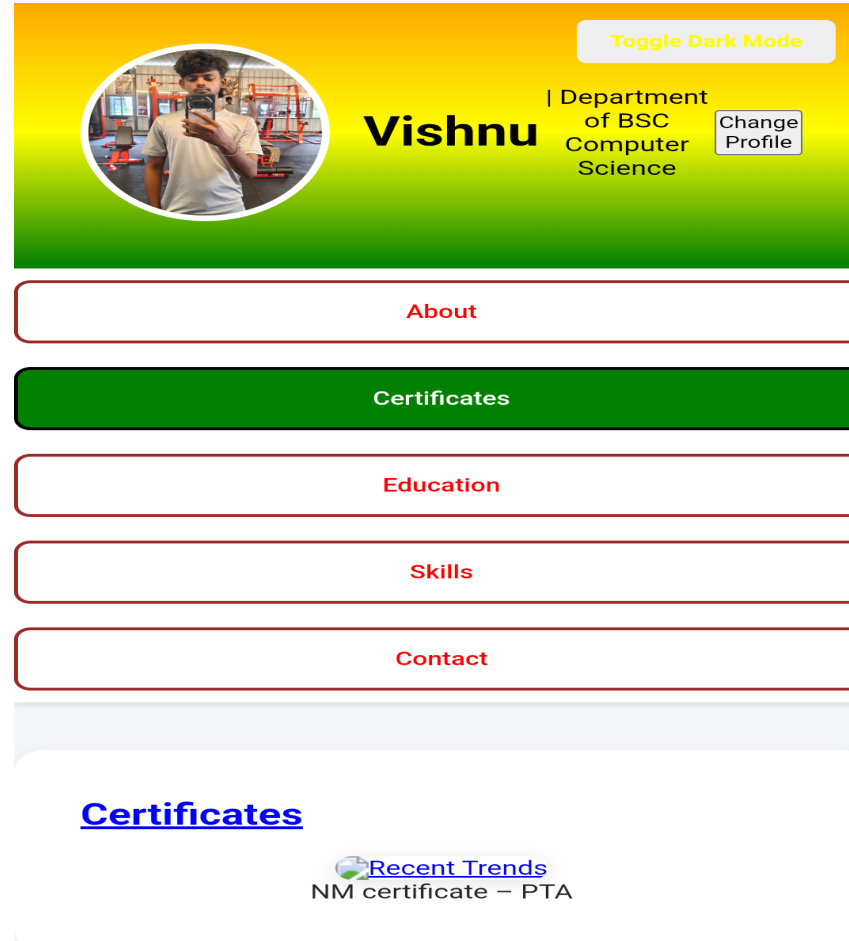 Toggle Dark Mode
Vishnu
| Department
of BSC
Computer
Science
Change
Profile
About
Certificates
Education
Skills
Contact
Certificates
Recent Trends
NM certificate – PTA